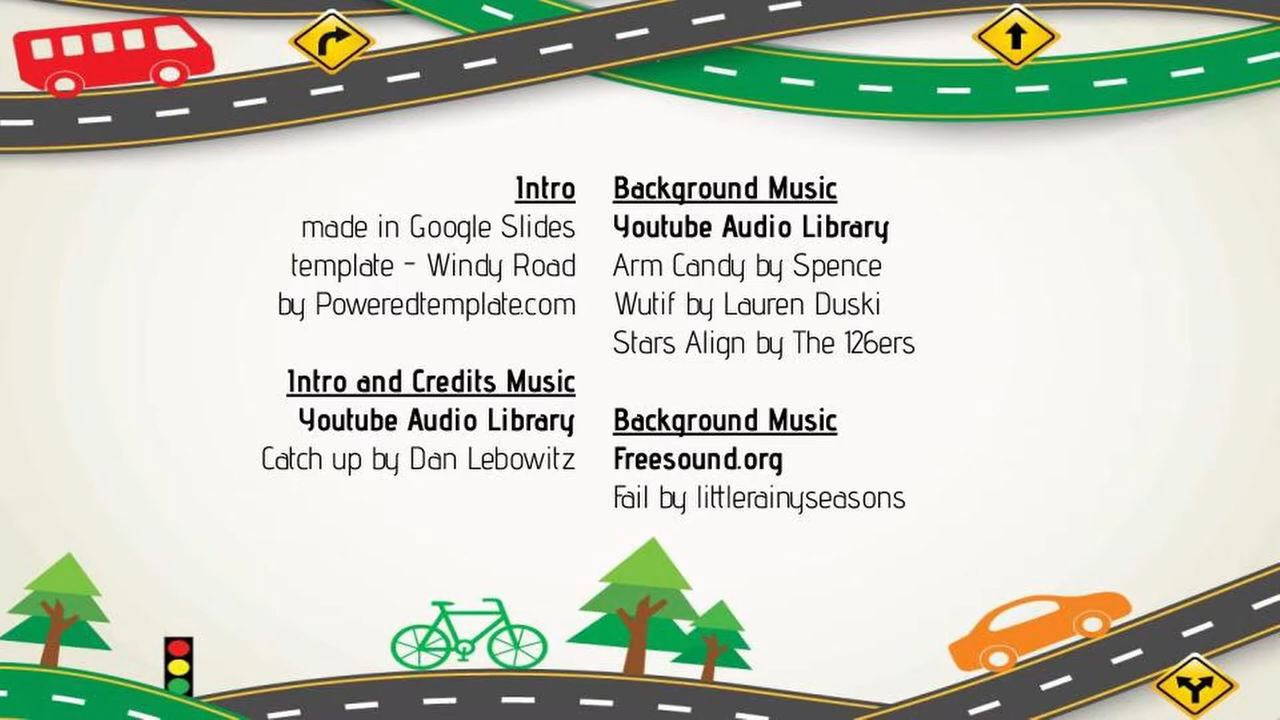 Intro
made in Google Slides
template - Windy Road
by Poweredtemplate.com
Intro and Credits Music
Youtube Audio Library
Catch up by Dan Lebowitz
Background Music
Youtube Audio Library
Arm Candy by Spence
Wutif by Lauren Duski
Stars Align by The 126ers
Background Music
Freesound.org
Fail by littlerainyseasons